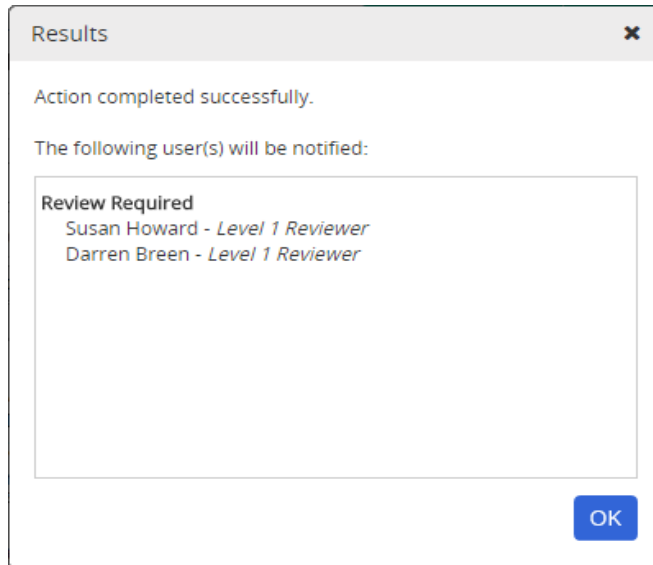 Results
Action completed successfully.
The following user(s) will be notified:
Review Required
Susan Howard - Level 1 Reviewer
Darren Breen - Level 1 Reviewer
OK